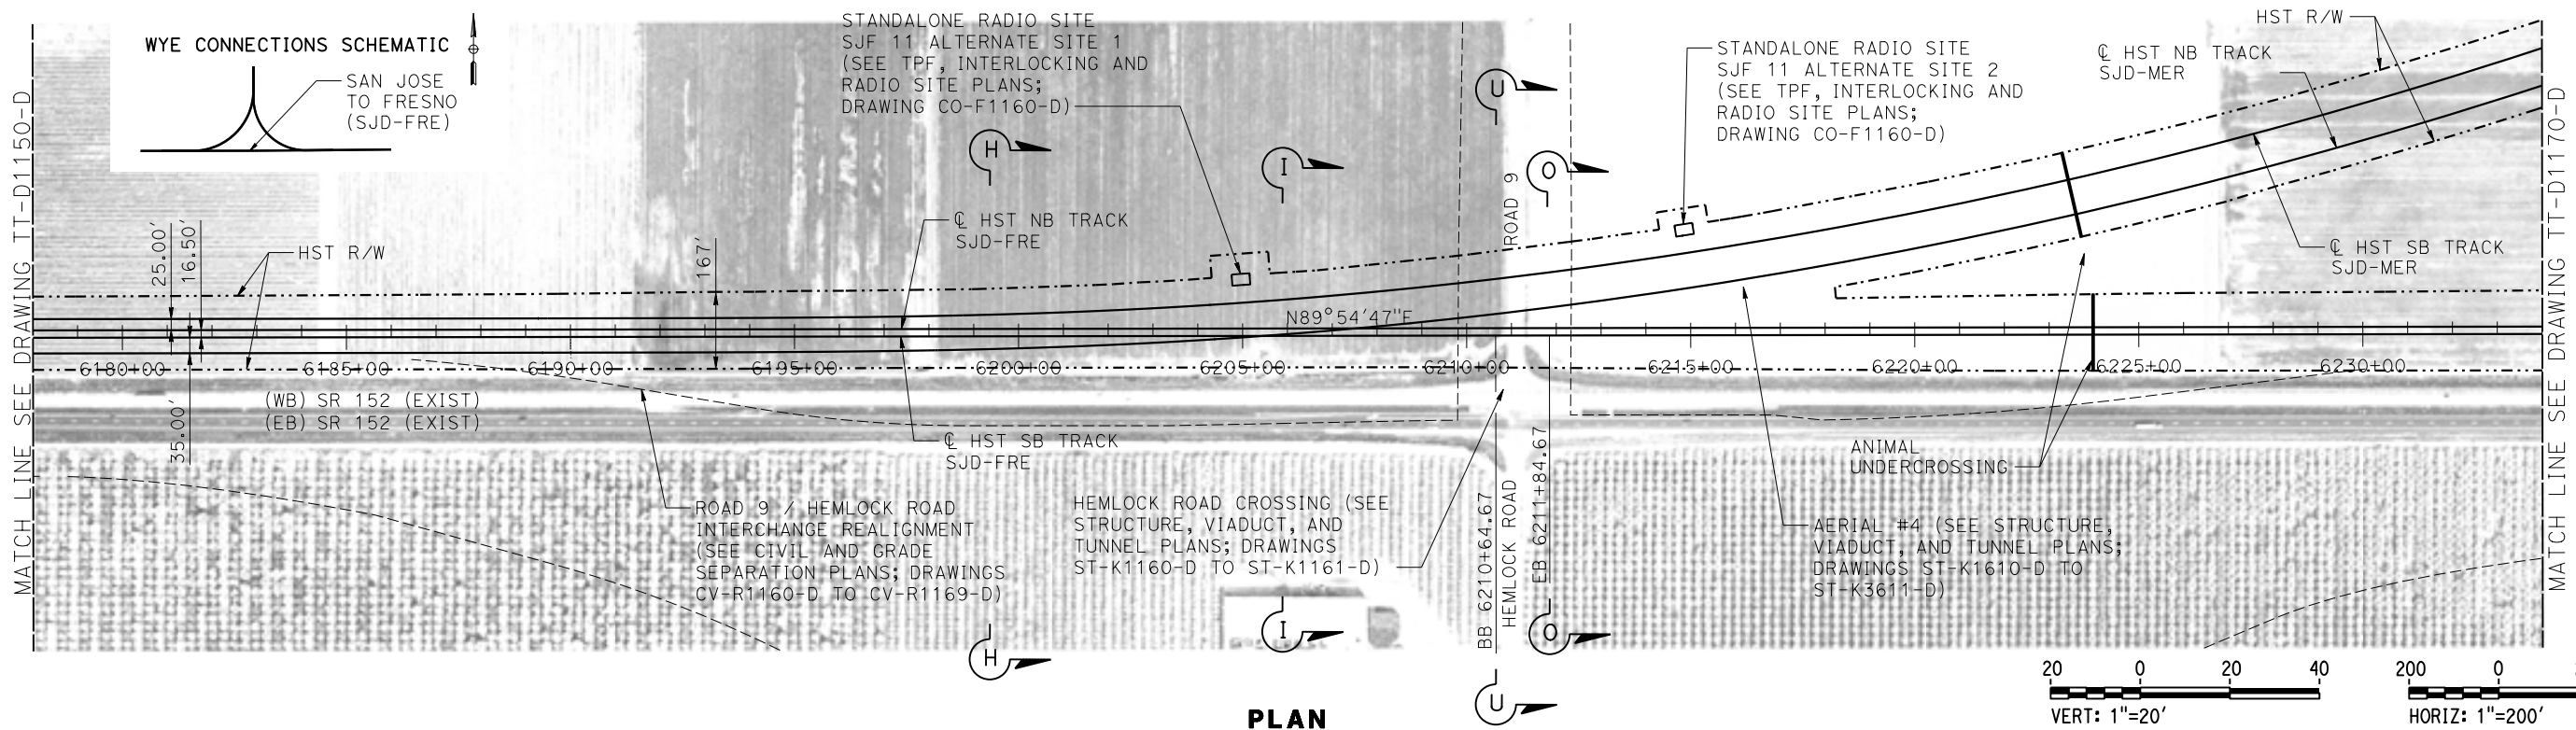 WYE CONNECTIONS SCHEMATIC
SAN JOSE
TO FRESNO
(SJD-FRE)
STANDALONE RADIO SITE
SJF 11 ALTERNATE SITE 1
(SEE TPF, INTERLOCKING AND
RADIO SITE PLANS;
DRAWING CO-F1160-D)
STANDALONE RADIO SITE
SJF 11 ALTERNATE SITE 2
(SEE TPF, INTERLOCKING AND
RADIO SITE PLANS;
DRAWING CO-F1160-D)
HST R/W
℄ HST NB TRACK
SJD-MER
MATCH LINE SEE DRAWING TT-D1150-D
MATCH LINE SEE DRAWING TT-D1170-D
H
I
U
O
ROAD 9
25.00'
16.50'
HST R/W
167'
℄ HST NB TRACK
SJD-FRE
℄ HST SB TRACK
SJD-MER
N89°54'47"E
6180+00
6185+00
6190+00
6195+00
6200+00
6205+00
6210+00
6215+00
6220+00
6225+00
6230+00
35.00'
(WB) SR 152 (EXIST)
(EB) SR 152 (EXIST)
℄ HST SB TRACK
SJD-FRE
ROAD 9 / HEMLOCK ROAD
INTERCHANGE REALIGNMENT
(SEE CIVIL AND GRADE
SEPARATION PLANS; DRAWINGS
CV-R1160-D TO CV-R1169-D)
HEMLOCK ROAD CROSSING (SEE
STRUCTURE, VIADUCT, AND
TUNNEL PLANS; DRAWINGS
ST-K1160-D TO ST-K1161-D)
BB 6210+64.67
HEMLOCK ROAD
EB 6211+84.67
ANIMAL
UNDERCROSSING
AERIAL #4 (SEE STRUCTURE,
VIADUCT, AND TUNNEL PLANS;
DRAWINGS ST-K1610-D TO
ST-K3611-D)
H
I
O
U
PLAN
20 0 20 40
VERT: 1"=20'
200 0
HORIZ: 1"=200'